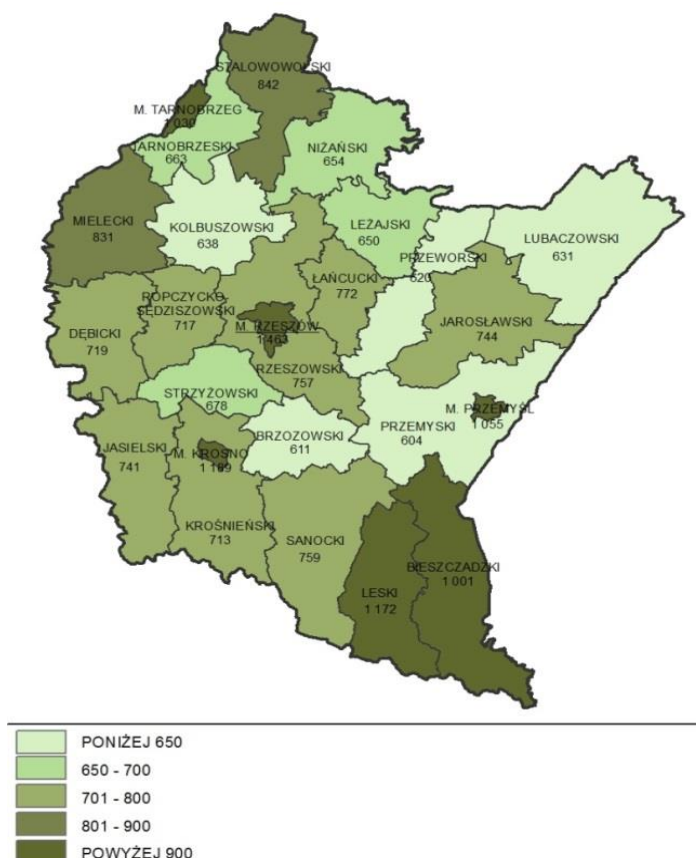 STALOWOWOLSKI
842
M. TARNOBRZEG
1 030
TARNOBRZESKI
663
NIŻAŃSKI
654
MIELECKI
831
KOLBUSZOWSKI
638
LEŻAJSKI
650
PRZEWORSKI
620
LUBACZOWSKI
631
ROPCZYCKO
SĘDZISZOWSKI
717
ŁAŃCUCKI
772
DĘBICKI
719
M. RZESZÓW
1 463
JAROSŁAWSKI
744
RZESZOWSKI
757
STRZYŻOWSKI
678
M. PRZEMYŚL
1 055
PRZEMYSKI
604
BRZOZOWSKI
611
JASIELSKI
741
M. KROSNO
KROŚNIEŃSKI
713
SANOCKI
759
BIESZCZADZKI
1 001
LESKI
1 172
PONIŻEJ 650
650 - 700
701 - 800
801 - 900
POWYŻEJ 900